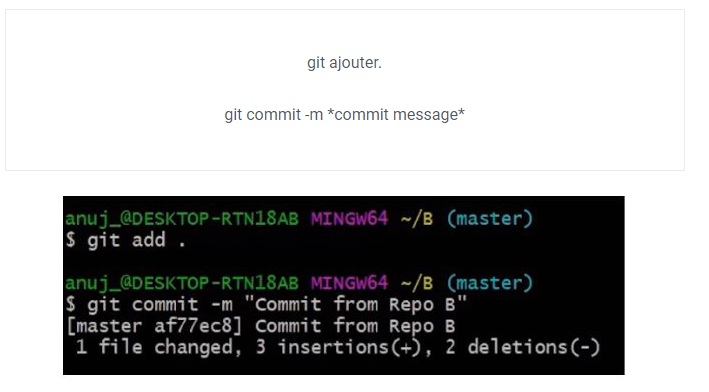 git ajouter.
git commit -m *commit message*
anuj_@DESKTOP-RTN18AB MINGW64 ~/B (master)
$ git add .
anuj_@DESKTOP-RTN18AB MINGW64 ~/B (master)
$ git commit -m "Commit from Repo B"
[master af77ec8] Commit from Repo B
1 file changed, 3 insertions(+), 2 deletions(-)